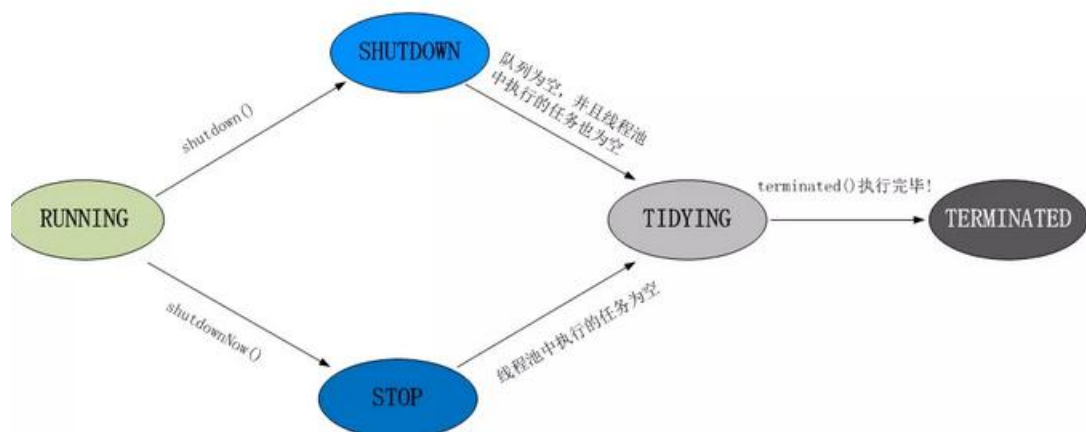 SHUTDOWN
shutdown()
队列为空，并且线程池
中执行的任务也为空
RUNNING
TIDYING
terminated()执行完毕!
TERMINATED
shutdownNow()
线程池中执行的任务为空
STOP